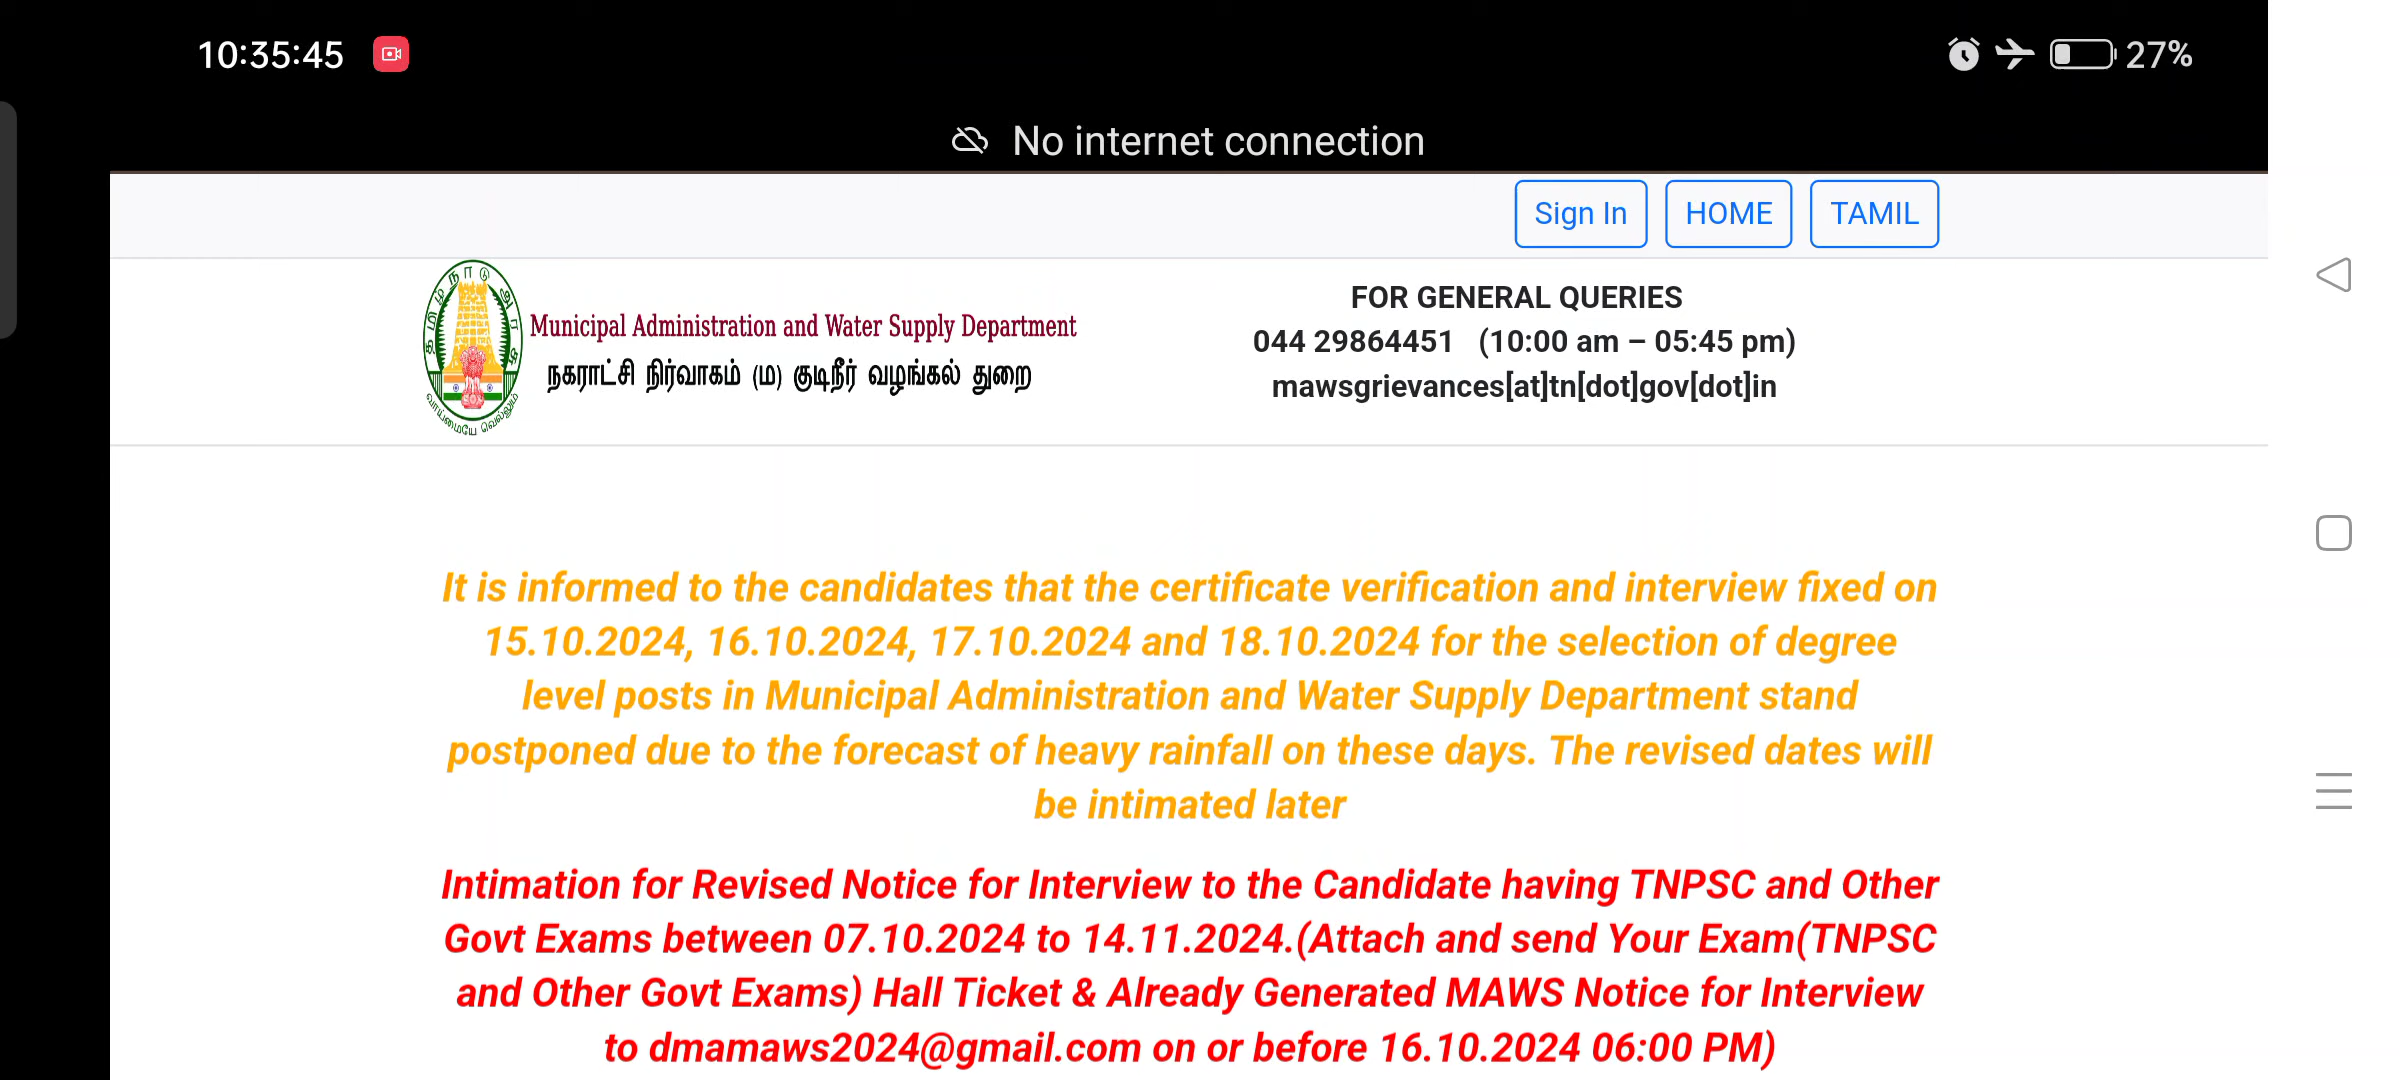 10:35:45
27%
No internet connection
Sign In
HOME
TAMIL
தமிழ்நாடு அரசு
வாய்மையே வெல்லும்
Municipal Administration and Water Supply Department
நகராட்சி நிர்வாகம் (ம) குடிநீர் வழங்கல் துறை
FOR GENERAL QUERIES
044 29864451 (10:00 am – 05:45 pm)
mawsgrievances[at]tn[dot]gov[dot]in
It is informed to the candidates that the certificate verification and interview fixed on
15.10.2024, 16.10.2024, 17.10.2024 and 18.10.2024 for the selection of degree
level posts in Municipal Administration and Water Supply Department stand
postponed due to the forecast of heavy rainfall on these days. The revised dates will
be intimated later
Intimation for Revised Notice for Interview to the Candidate having TNPSC and Other
Govt Exams between 07.10.2024 to 14.11.2024.(Attach and send Your Exam(TNPSC
and Other Govt Exams) Hall Ticket & Already Generated MAWS Notice for Interview
to dmamaws2024@gmail.com on or before 16.10.2024 06:00 PM)